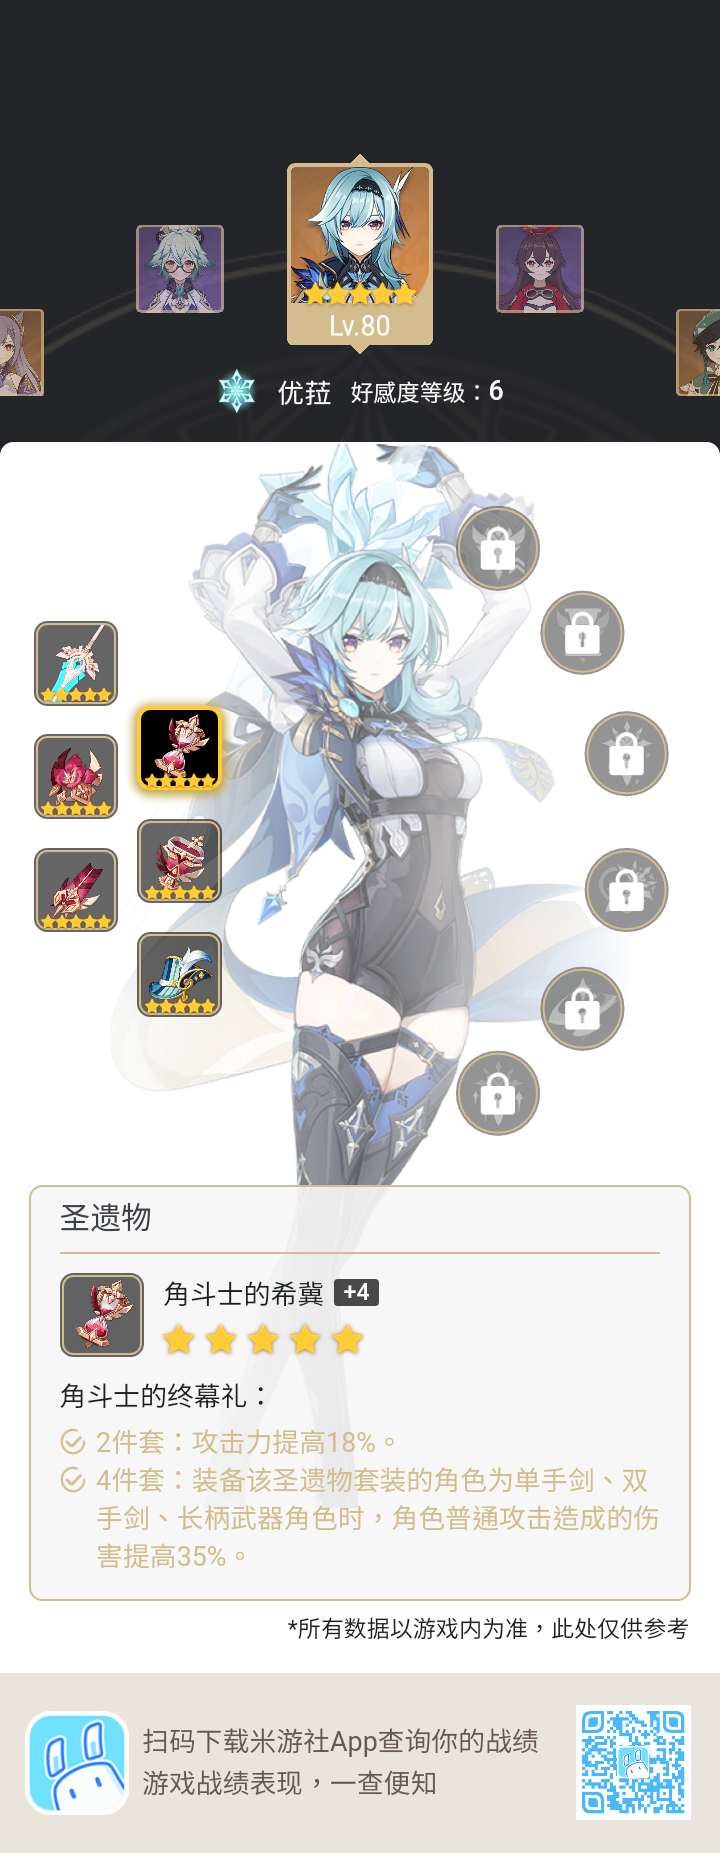 Lv.80
优菈 好感度等级：6
圣遗物
角斗士的希冀 +4
角斗士的终幕礼：
2件套：攻击力提高18%。
4件套：装备该圣遗物套装的角色为单手剑、双
手剑、长柄武器角色时，角色普通攻击造成的伤
害提高35%。
*所有数据以游戏内为准，此处仅供参考
扫码下载米游社App查询你的战绩
游戏战绩表现，一查便知